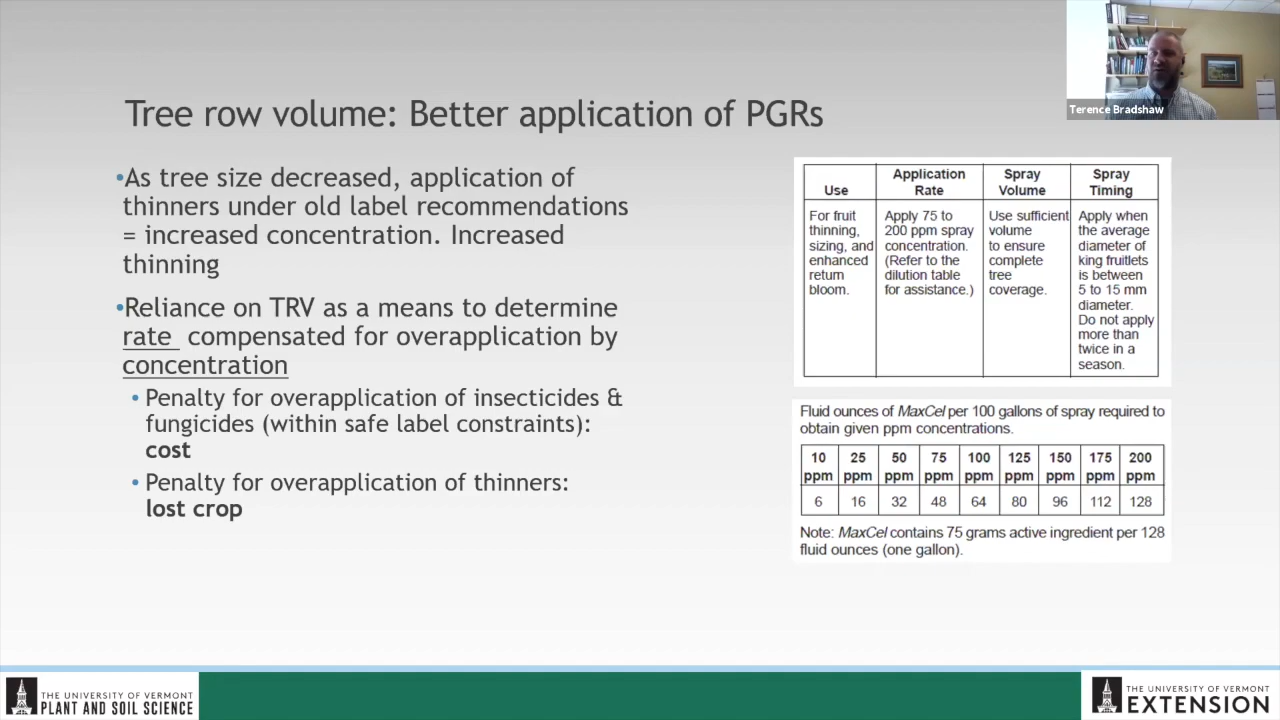 Terence Bradshaw
Tree row volume: Better application of PGRs
•As tree size decreased, application of
thinners under old label recommendations
= increased concentration. Increased
thinning
•Reliance on TRV as a means to determine
rate compensated for overapplication by
concentration
• Penalty for overapplication of insecticides &
fungicides (within safe label constraints):
cost
• Penalty for overapplication of thinners:
lost crop
Use
Application
Rate
Spray
Volume
Spray
Timing
For fruit
thinning,
sizing, and
enhanced
return
bloom.
Apply 75 to
200 ppm spray
concentration.
(Refer to the
dilution table
for assistance.)
Use sufficient
volume
to ensure
complete
tree
coverage.
Apply when
the average
diameter of
king fruitlets
is between
5 to 15 mm
diameter.
Do not apply
more than
twice in a
season.
Fluid ounces of MaxCel per 100 gallons of spray required to
obtain given ppm concentrations.
10 25 50 75 100 125 150 175 200
ppm ppm ppm ppm ppm ppm ppm ppm ppm
6 16 32 48 64 80 96 112 128
Note: MaxCel contains 75 grams active ingredient per 128
fluid ounces (one gallon).
THE UNIVERSITY OF VERMONT
PLANT AND SOIL SCIENCE
THE UNIVERSITY OF VERMONT
EXTENSION